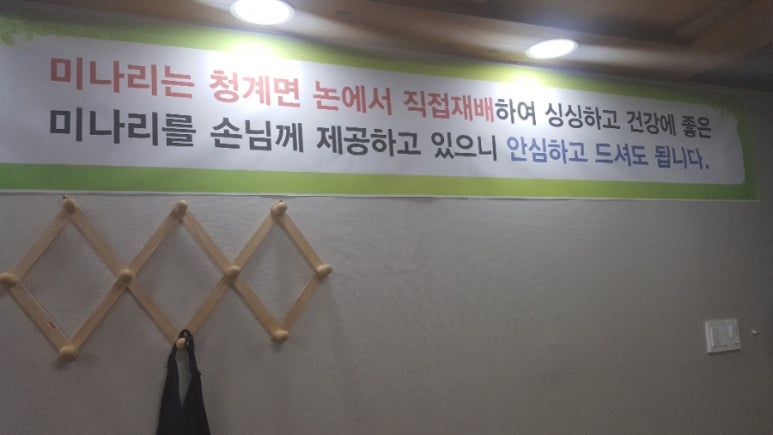 미나리는 청계면 논에서 직접재배하여 싱싱하고 건강에 좋은
미나리를 손님께 제공하고 있으니 안심하고 드셔도 됩니다.